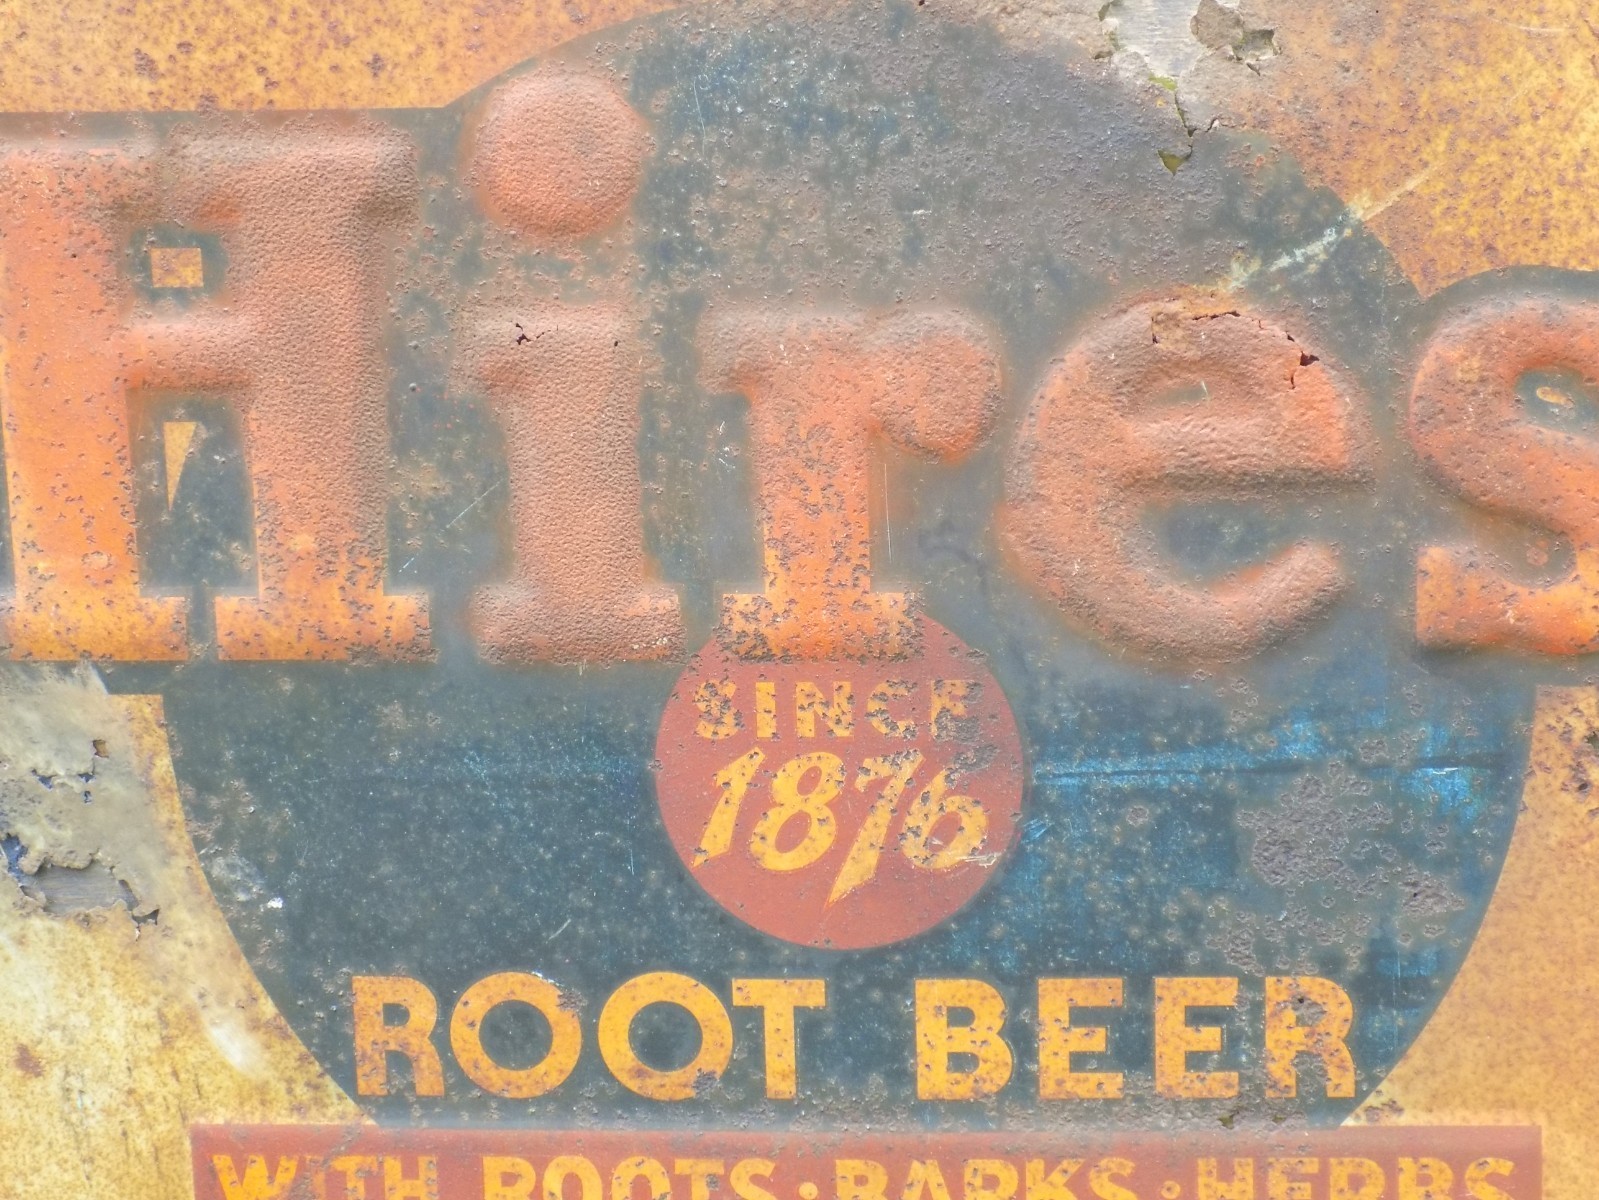 Hires
SINCE
1876
ROOT BEER
WITH ROOTS · BARKS · HERBS